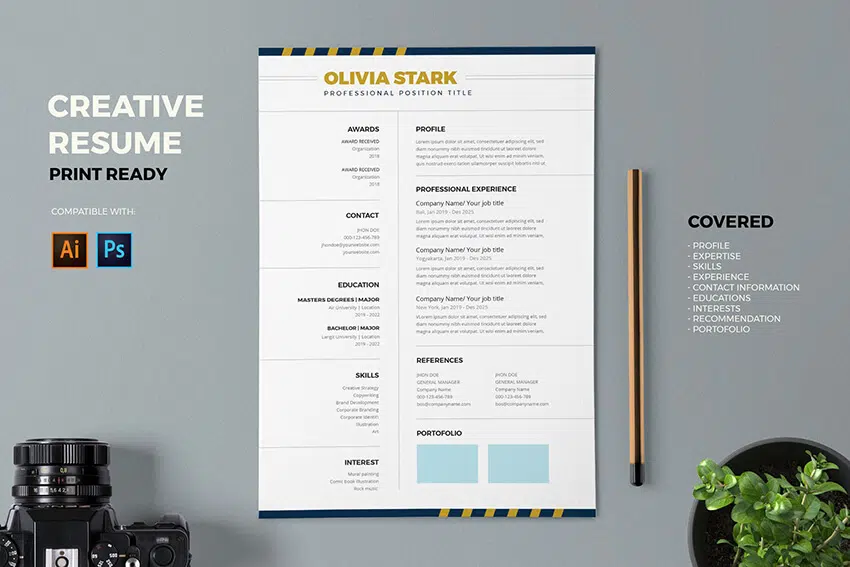 CREATIVE
RESUME
PRINT READY
COMPATIBLE WITH:
Ai Ps
OLIVIA STARK
PROFESSIONAL POSITION TITLE
AWARDS
AWARD RECEIVED
Organization
2018
AWARD RECEIVED
Organization
2018
CONTACT
JHON DOE
000-123-456-789
jhondoe@yourwebsite.com
yourwebsite.com
EDUCATION
MASTERS DEGREES | MAJOR
Air University | Location
2019 - 2022
BACHELOR | MAJOR
Large University | Location
2019 - 2022
SKILLS
Creative Strategy
Copywriting
Brand Development
Corporate Branding
Corporate Identiti
Illustration
Art
INTEREST
Mural painting
Comic book illustration
Rock music
PROFILE
Lorem ipsum dolor sit amet, consectetuer adipiscing elit, sed
diam nonummy nibh euismod tincidunt ut laoreet dolore
magna aliquam erat volutpat. Ut wisi enim ad minim veniam,
quis nostrud exerci tation ullamcorper suscipit lobortis nisl ut.
PROFESSIONAL EXPERIENCE
Company Name/ Your job title
Bali, Jan 2019 - Des 2025
Lorem ipsum dolor sit amet, consectetuer adipiscing elit, sed
diam nonummy nibh euismod tincidunt ut laoreet dolore
magna aliquam erat volutpat. Ut wisi enim ad minim veniam,
Company Name/ Your job title
Yogyakarta, Jan 2019 - Des 2025
Lorem ipsum dolor sit amet, consectetuer adipiscing elit, sed
diam nonummy nibh euismod tincidunt ut laoreet dolore
magna aliquam erat volutpat. Ut wisi enim ad minim veniam,
Company Name/ Your job title
New York, Jan 2019 - Des 2025
Lorem ipsum dolor sit amet, consectetuer adipiscing elit, sed
diam nonummy nibh euismod tincidunt ut laoreet dolore
magna aliquam erat volutpat. Ut wisi enim ad minim veniam,
REFERENCES
JHON DOE
GENERAL MANAGER
Company Name
000-123-456-789
boo@companyname.com
JHON DOE
GENERAL MANAGER
Company Name
000-123-456-789
boo@companyname.com
PORTOFOLIO
COVERED
- PROFILE
- EXPERTISE
- SKILLS
- EXPERIENCE
- CONTACT INFORMATION
- EDUCATIONS
- INTERESTS
- RECOMMENDATION
- PORTOFOLIO